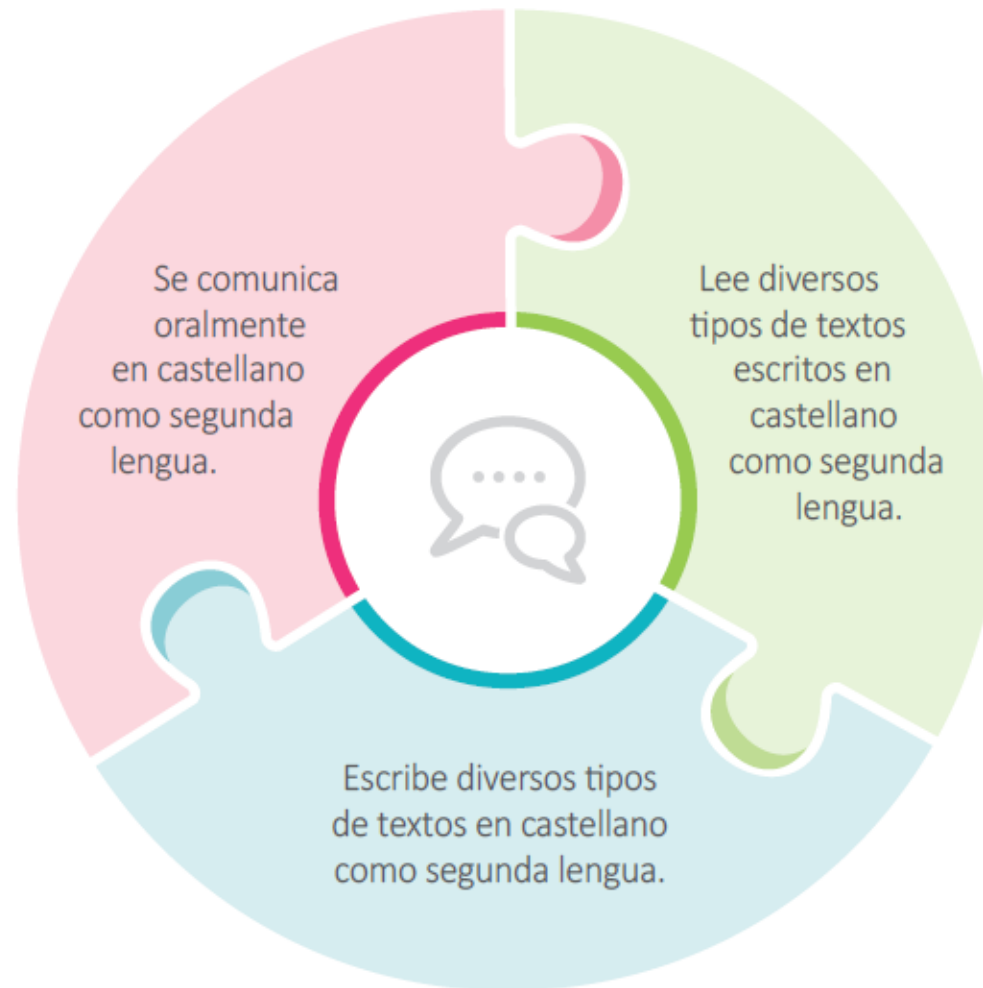 Se comunica
oralmente
en castellano
como segunda
lengua.
Lee diversos
tipos de textos
escritos en
castellano
como segunda
lengua.
Escribe diversos tipos
de textos en castellano
como segunda lengua.